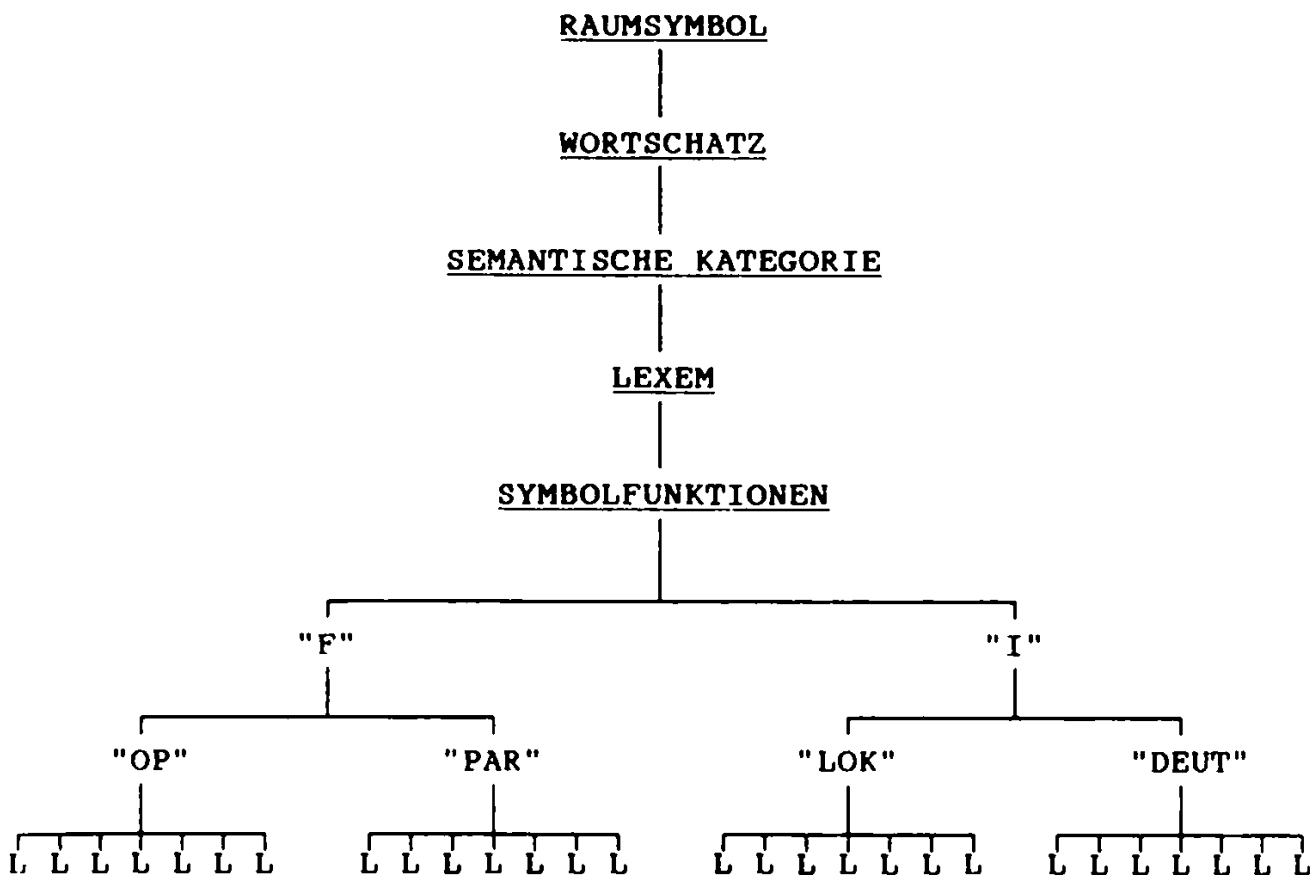 RAUMSYMBOL
WORTSCHATZ
SEMANTISCHE KATEGORIE
LEXEM
SYMBOLFUNKTIONEN
"F" "I"
"OP" "PAR" "LOK" "DEUT"
L L L L L L L L L L L L L L L L L L L L L L L L L L L L